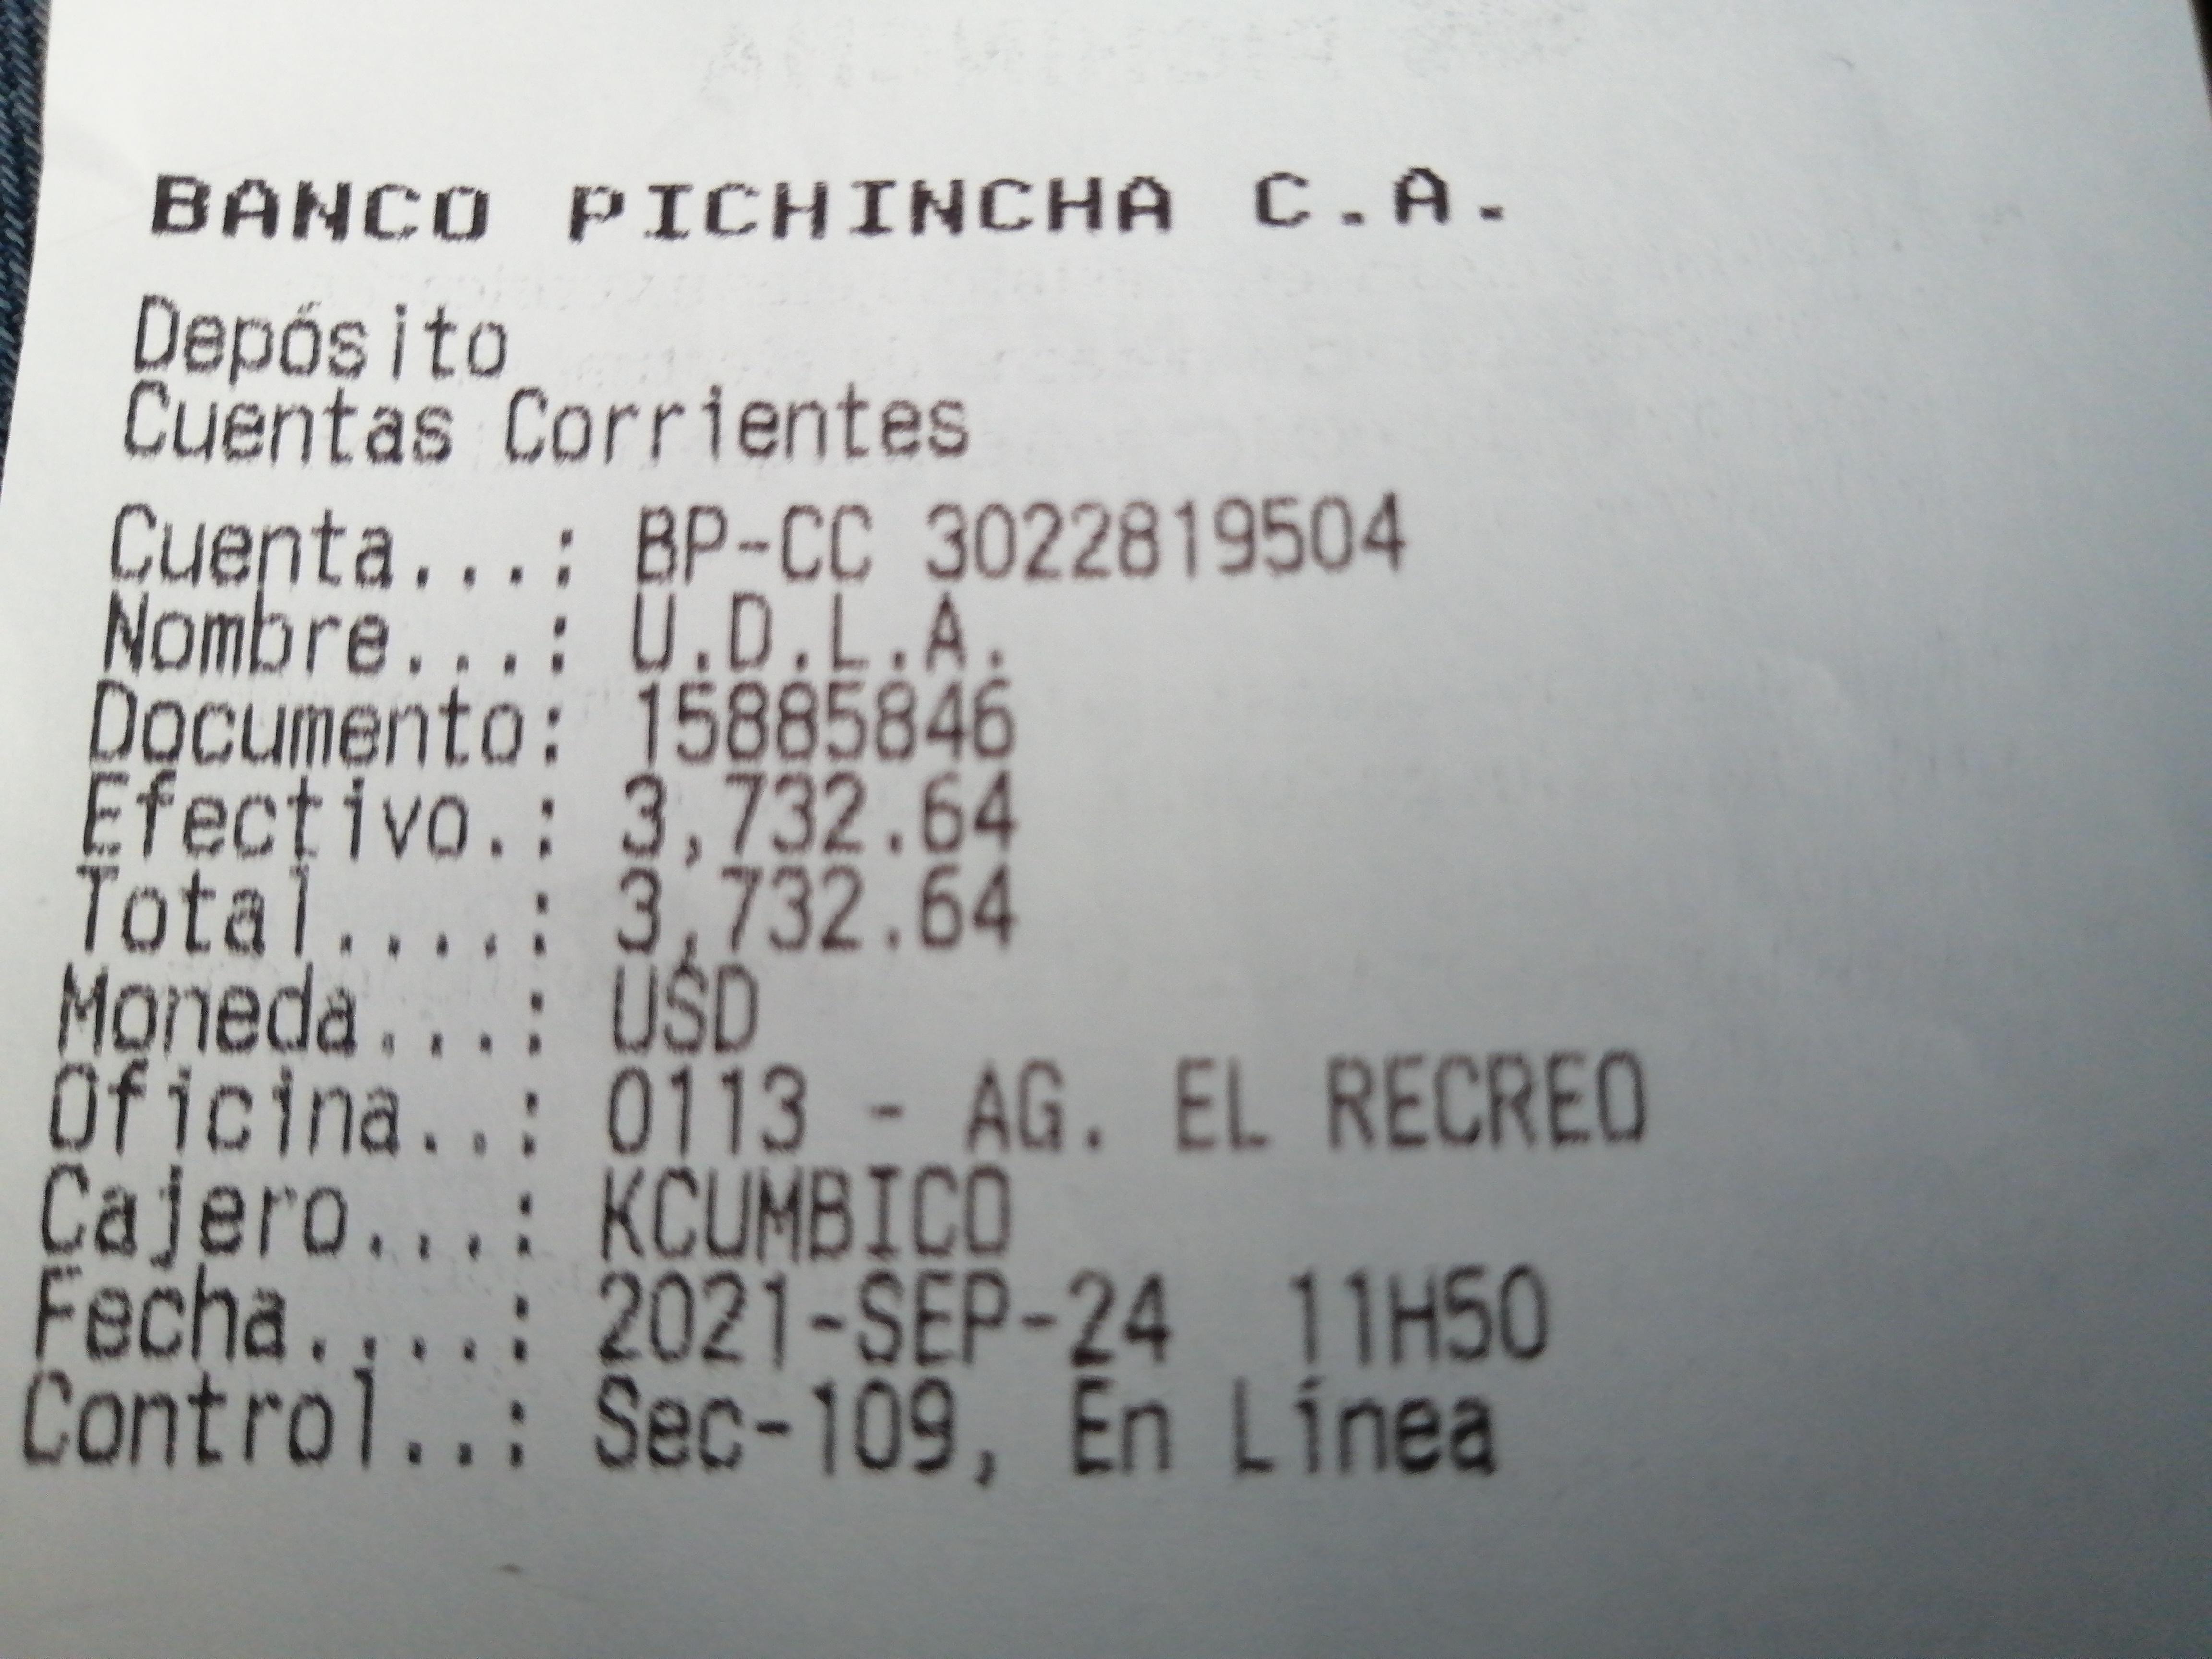 BANCO PICHINCHA C.A.
Depósito
Cuentas Corrientes
Cuenta...: BP-CC 3022819504
Nombre...: U.D.L.A.
Documento: 15885846
Efectivo.: 3,732.64
Total....: 3,732.64
Moneda...: USD
Oficina..: 0113 - AG. EL RECREO
Cajero...: KCUMBICO
Fecha....: 2021-SEP-24 11H50
Control..: Sec-109, En Línea